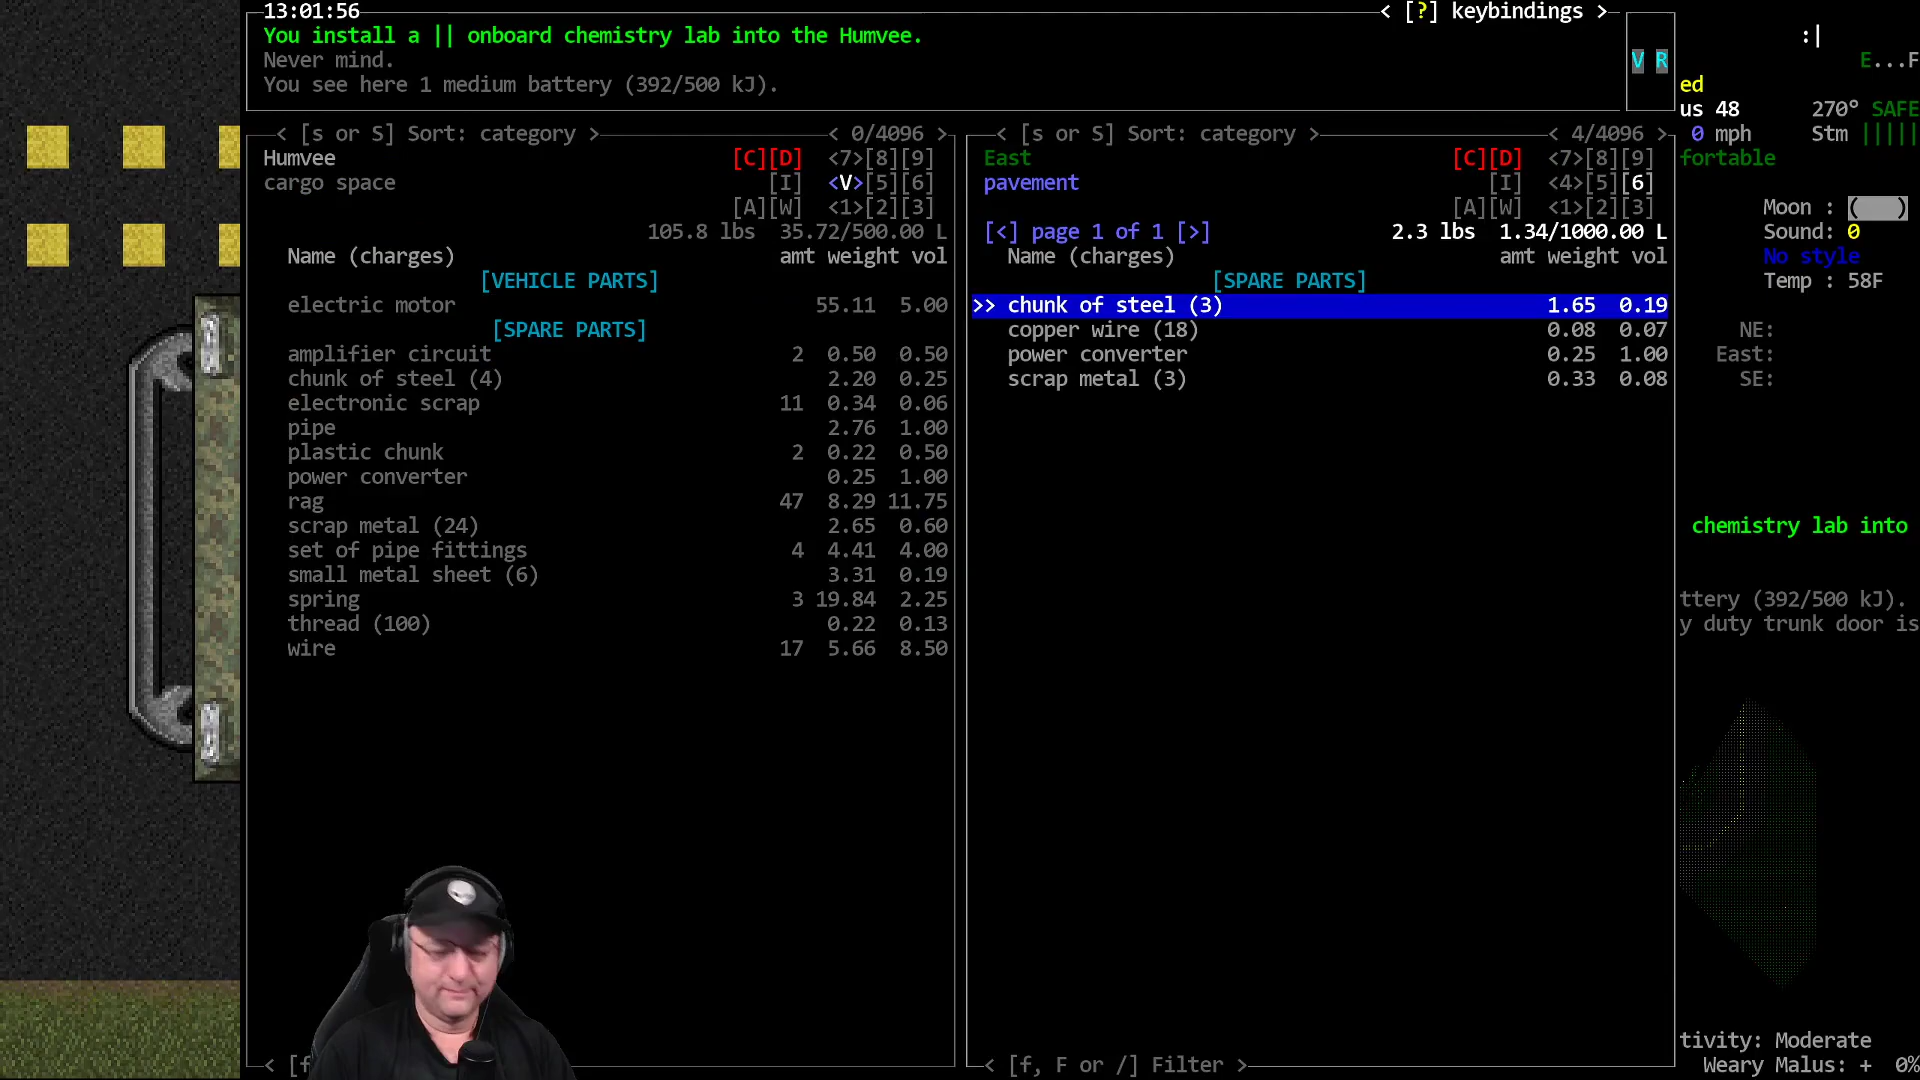 13:01:56
< [?] keybindings >
You install a || onboard chemistry lab into the Humvee.
Never mind.
You see here 1 medium battery (392/500 kJ).
V R
:|
E...F
ed
us 48 270° SAFE
0 mph Stm |||||
fortable
Moon : ( )
Sound: 0
No style
Temp : 58F
NE:
East:
SE:
chemistry lab into
ttery (392/500 kJ).
y duty trunk door is
tivity: Moderate
Weary Malus: + 0%
< [s or S] Sort: category > < 0/4096 >
Humvee [C][D] <7>[8][9]
cargo space [I] <V>[5][6]
[A][W] <1>[2][3]
105.8 lbs 35.72/500.00 L
Name (charges) amt weight vol
[VEHICLE PARTS]
electric motor 55.11 5.00
[SPARE PARTS]
amplifier circuit 2 0.50 0.50
chunk of steel (4) 2.20 0.25
electronic scrap 11 0.34 0.06
pipe 2.76 1.00
plastic chunk 2 0.22 0.50
power converter 0.25 1.00
rag 47 8.29 11.75
scrap metal (24) 2.65 0.60
set of pipe fittings 4 4.41 4.00
small metal sheet (6) 3.31 0.19
spring 3 19.84 2.25
thread (100) 0.22 0.13
wire 17 5.66 8.50
< [f
< [s or S] Sort: category > < 4/4096 >
East [C][D] <7>[8][9]
pavement [I] <4>[5][6]
[A][W] <1>[2][3]
[<] page 1 of 1 [>] 2.3 lbs 1.34/1000.00 L
Name (charges) amt weight vol
[SPARE PARTS]
>> chunk of steel (3) 1.65 0.19
copper wire (18) 0.08 0.07
power converter 0.25 1.00
scrap metal (3) 0.33 0.08
< [f, F or /] Filter >